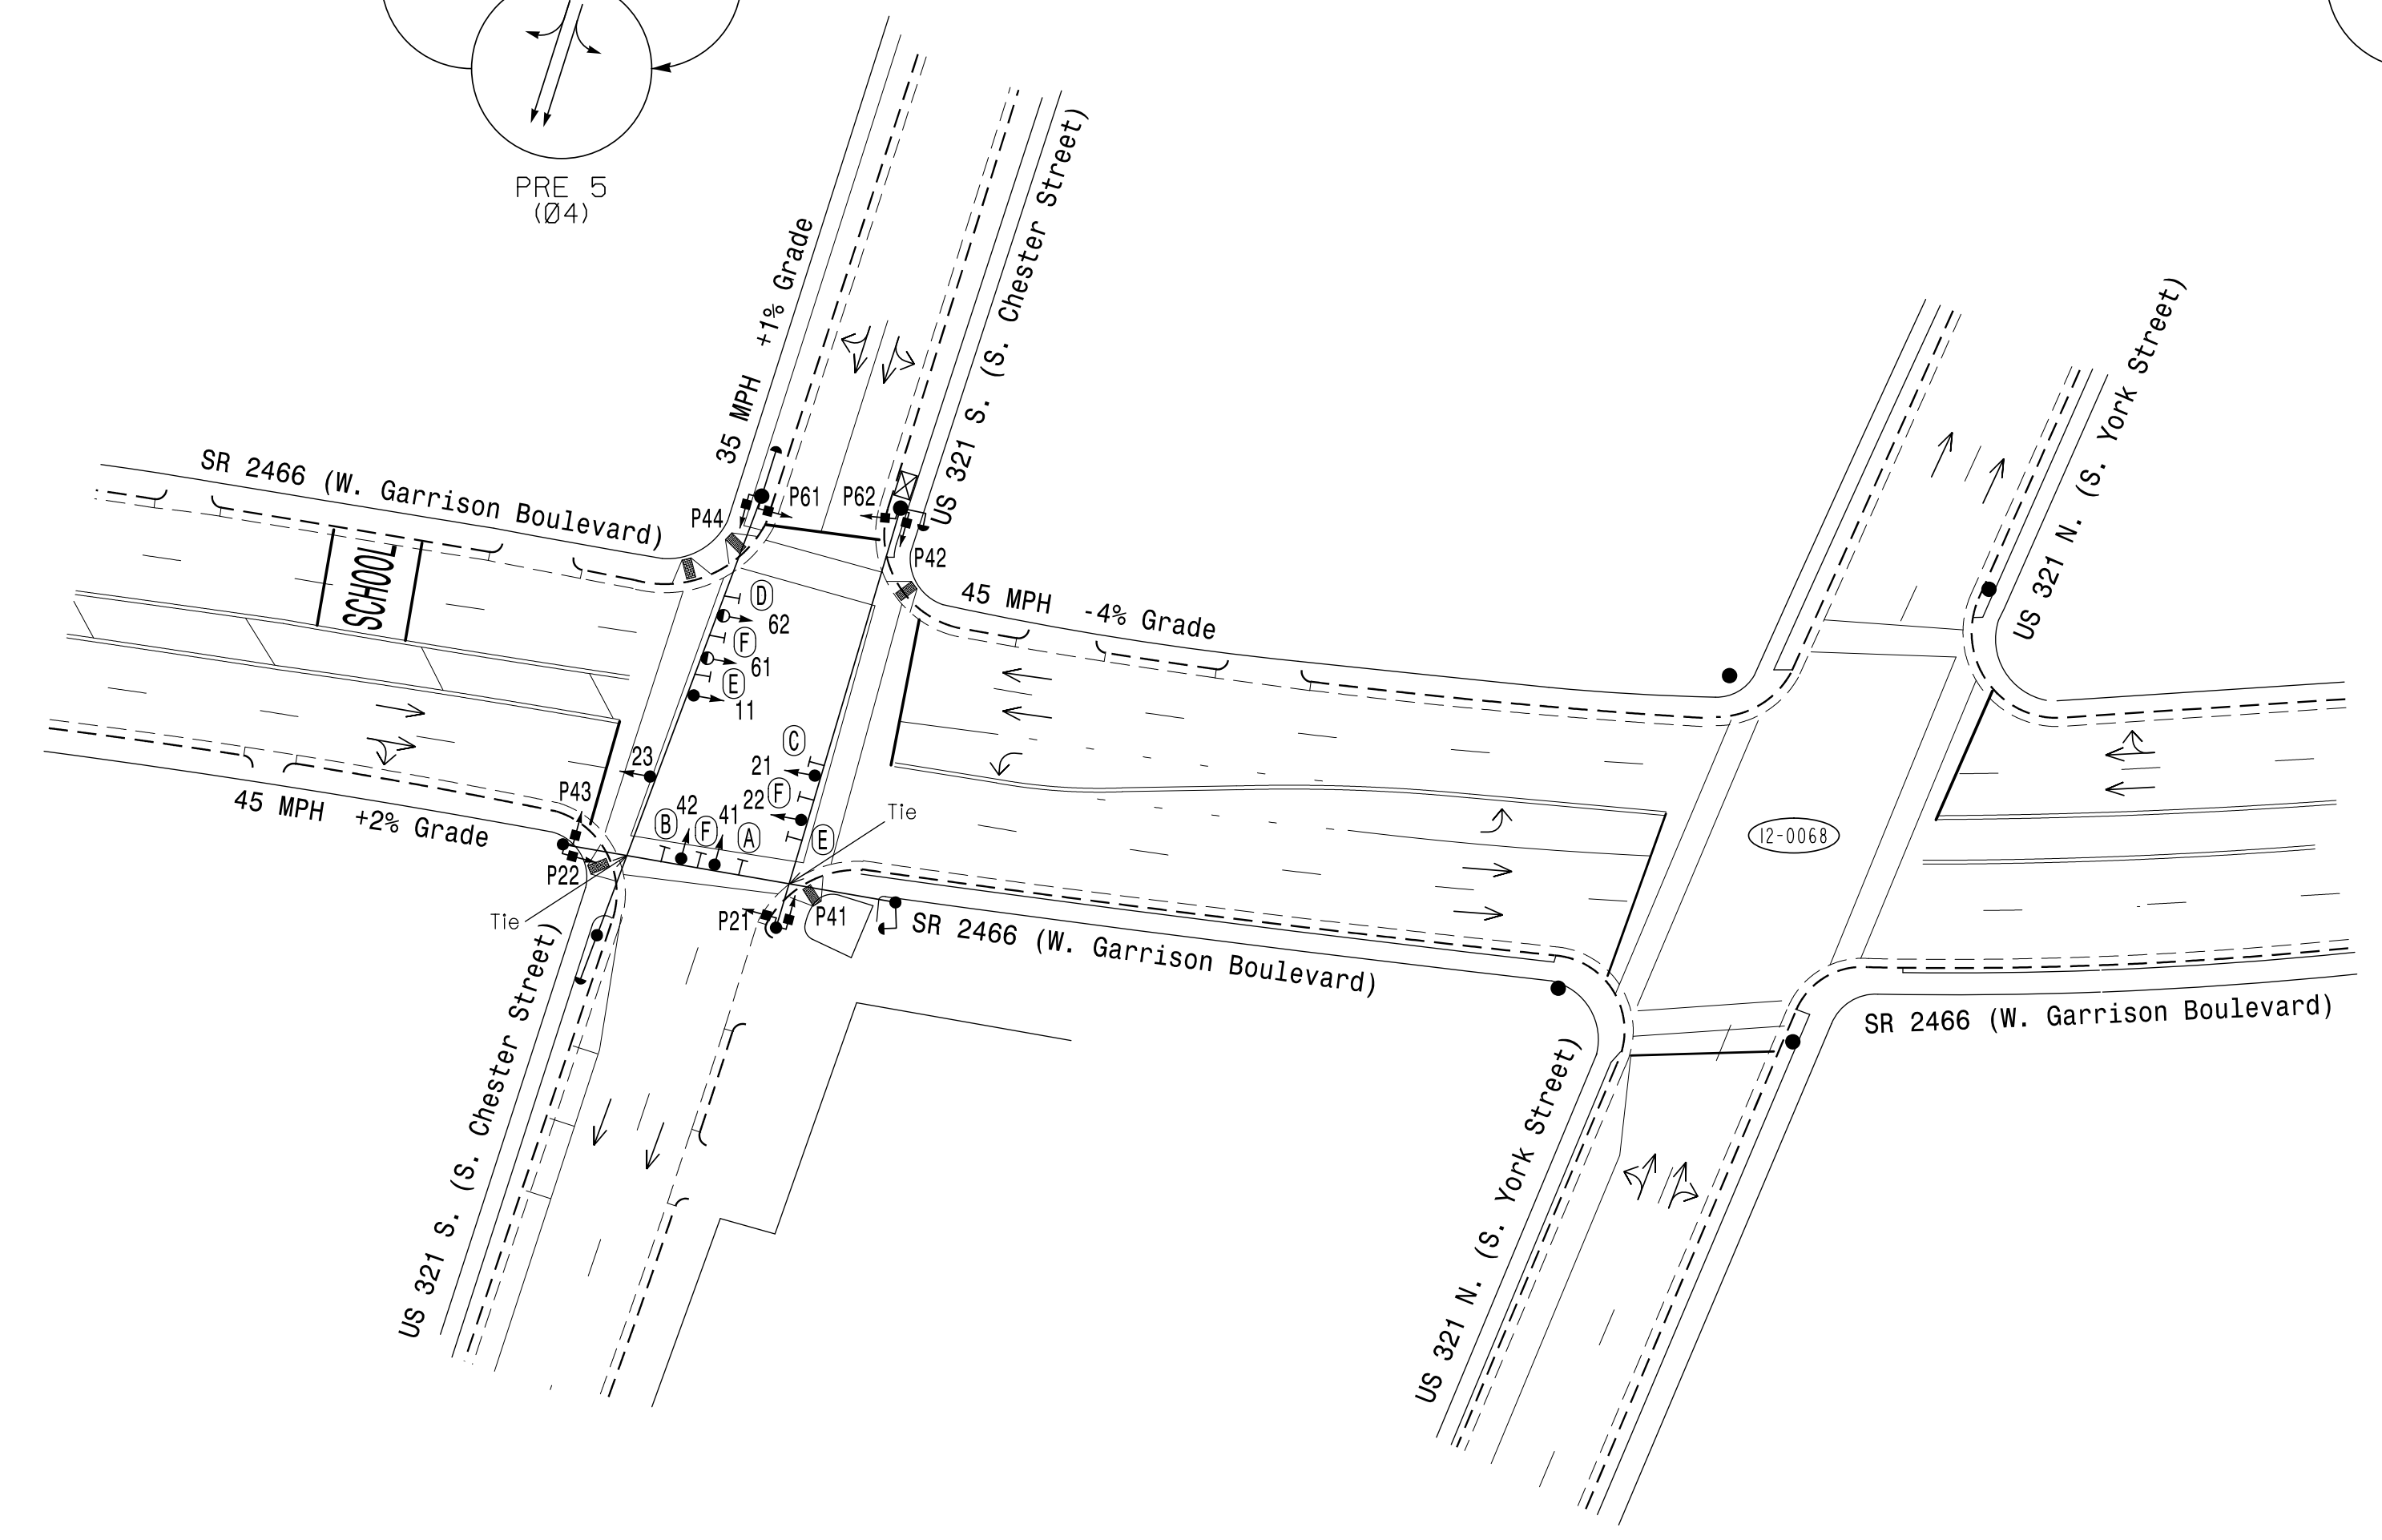 PRE 5
(Ø4)
35 MPH +1% Grade
US 321 S. (S. Chester Street)
US 321 N. (S. York Street)
SR 2466 (W. Garrison Boulevard)
P44
P61
P62
P42
SCHOOL
D
62
F
61
E
11
45 MPH -4% Grade
C
21
23
F
22
42
41
B
F
A
E
Tie
P43
45 MPH +2% Grade
P22
Tie
P21
P41
SR 2466 (W. Garrison Boulevard)
12-0068
SR 2466 (W. Garrison Boulevard)
US 321 S. (S. Chester Street)
US 321 N. (S. York Street)